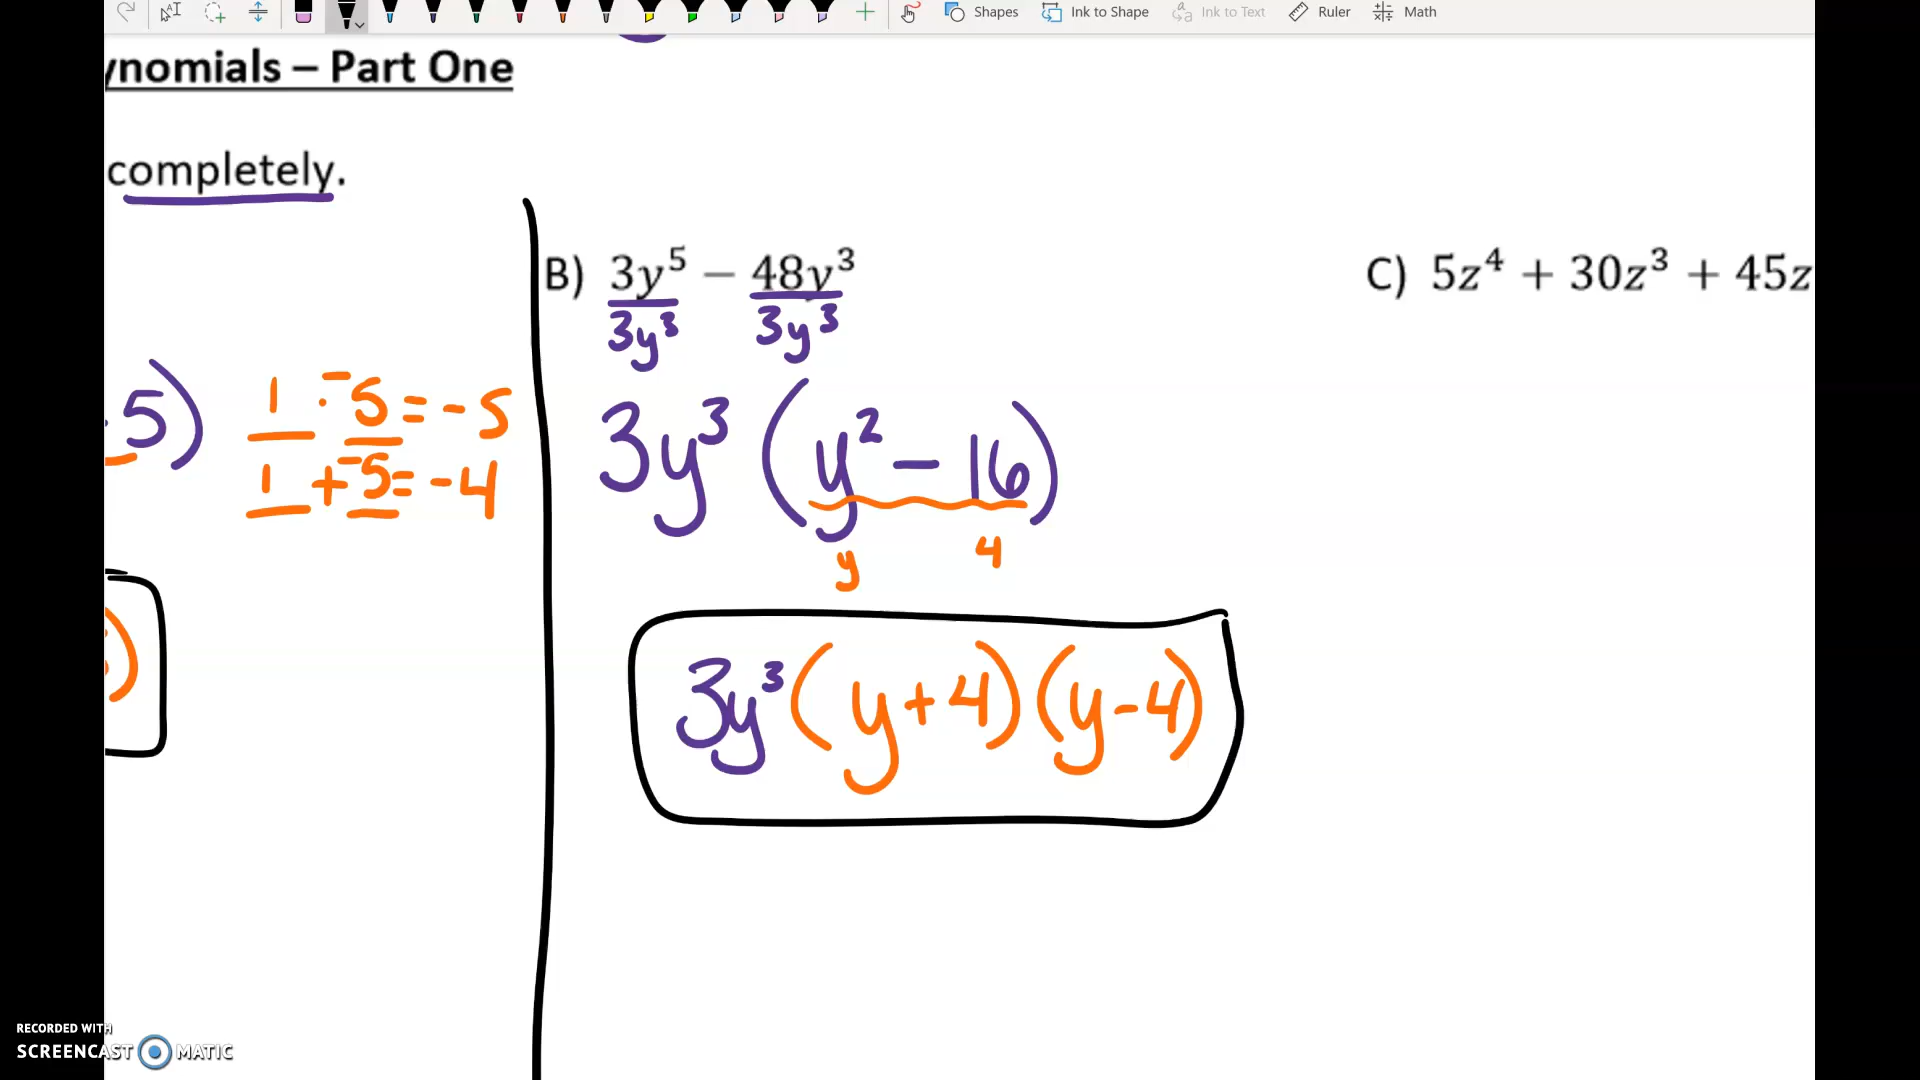 Shapes Ink to Shape Ink to Text Ruler Math
ynomials – Part One
completely.
B) 3y⁵ − 48y³
3y³ 3y³
C) 5z⁴ + 30z³ + 45z
5) 1 · -5 = -5
1 + -5 = -4
3y³ (y² − 16)
y 4
3y³ (y + 4) (y - 4)
)
RECORDED WITH
SCREENCAST MATIC